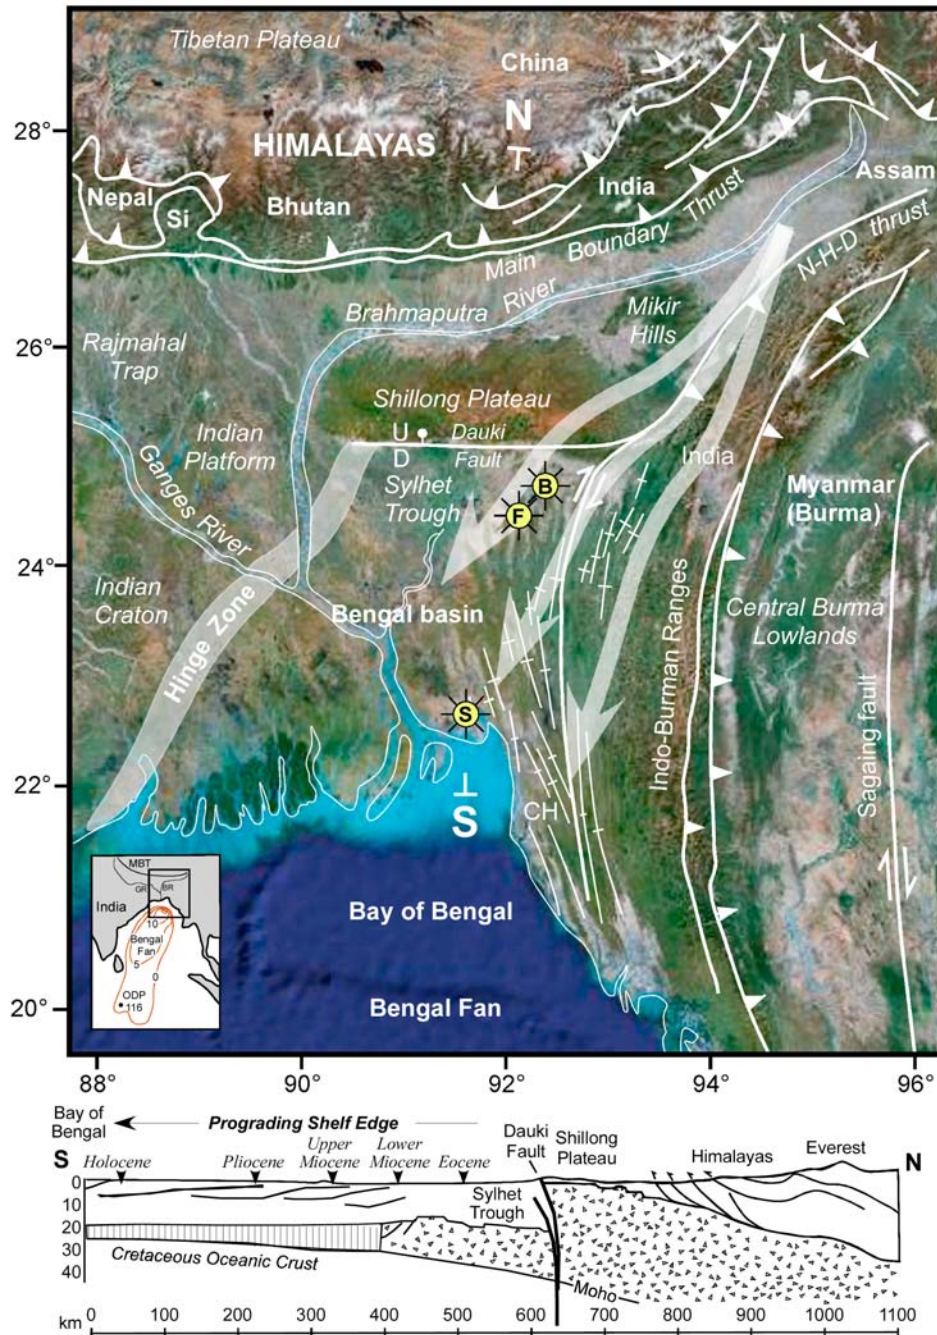 Tibetan Plateau
China
N
28°
HIMALAYAS
Assam
Nepal
Si
Bhutan
India
Main Boundary Thrust
N-H-D thrust
Brahmaputra River
Mikir
Hills
26°
Rajmahal
Trap
Shillong Plateau
U
Dauki
D
Fault
India
Indian
Platform
Sylhet
Trough
B
F
Myanmar
(Burma)
Ganges River
24°
Indian
Craton
Bengal basin
Central Burma
Lowlands
Hinge Zone
Indo-Burman Ranges
Sagaing fault
S
22°
S
CH
MBT
GR
BR
India
10
Bengal
Fan
5
0
ODP
116
Bay of Bengal
20°
Bengal Fan
88°
90°
92°
94°
96°
Bay of
Bengal
Prograding Shelf Edge
S
Holocene
Pliocene
Upper
Miocene
Lower
Miocene
Eocene
Dauki
Fault
Shillong
Plateau
Himalayas
Everest
N
0
10
20
30
40
Sylhet
Trough
Cretaceous Oceanic Crust
Moho
km
0 100 200 300 400 500 600 700 800 900 1000 1100